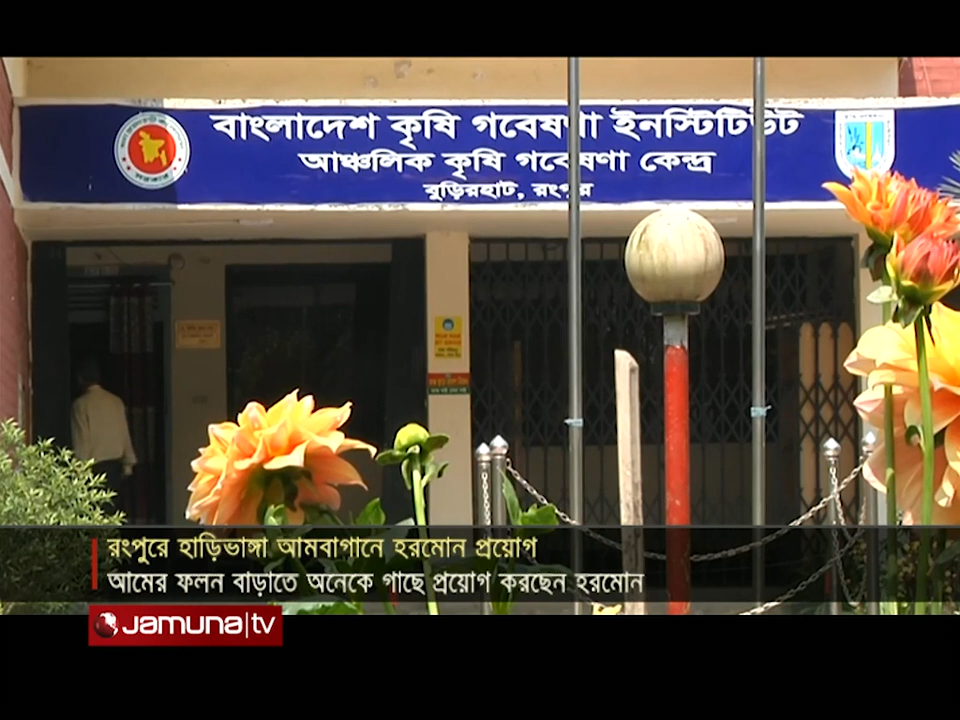 বাংলাদেশ কৃষি গবেষণা ইনস্টিটিউট
আঞ্চলিক কৃষি গবেষণা কেন্দ্র
বুড়িরহাট, রংপুর
রংপুরে হাড়িভাঙ্গা আমবাগানে হরমোন প্রয়োগ
আমের ফলন বাড়াতে অনেকে গাছে প্রয়োগ করছেন হরমোন
Jamuna|tv